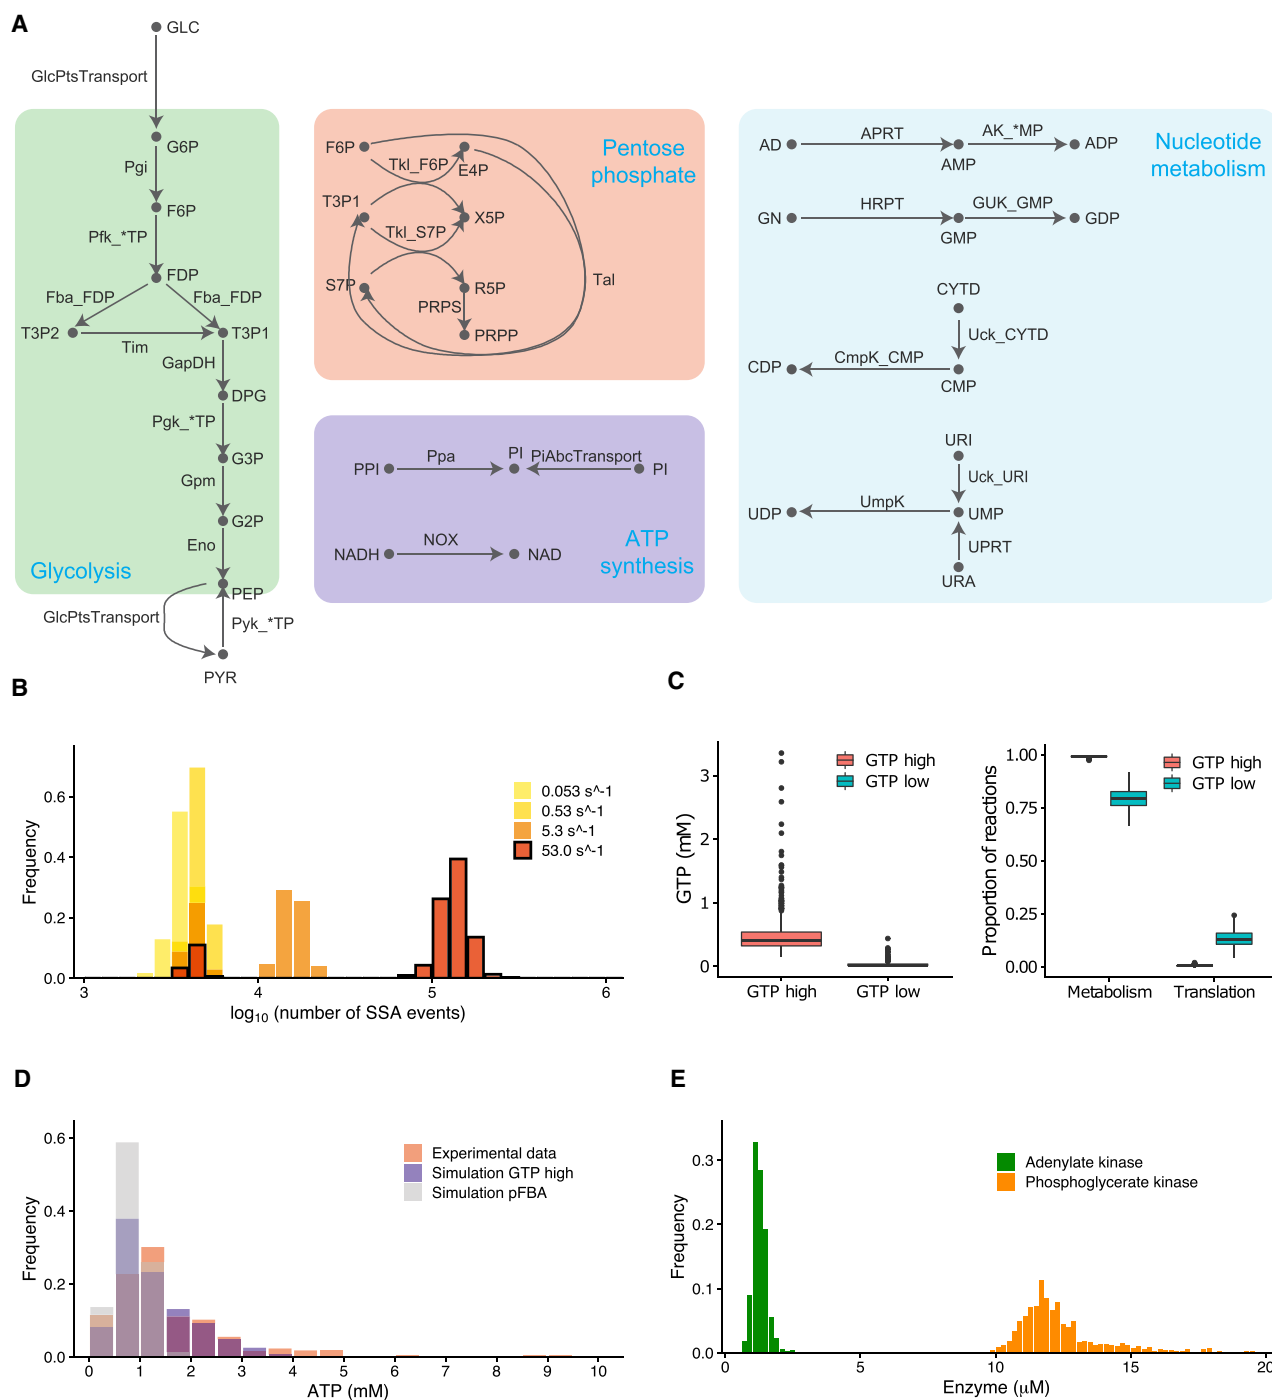 A
GLC
GlcPtsTransport
G6P
Pgi
F6P
Pfk_*TP
FDP
Fba_FDP
Fba_FDP
T3P2
T3P1
Tim
GapDH
DPG
Pgk_*TP
G3P
Gpm
G2P
Eno
Glycolysis
PEP
GlcPtsTransport
Pyk_*TP
PYR
F6P
Tkl_F6P
E4P
Pentose
phosphate
T3P1
X5P
Tkl_S7P
S7P
R5P
Tal
PRPS
PRPP
PPI
Ppa
PI
PiAbcTransport
PI
NADH
NOX
NAD
ATP
synthesis
AD
APRT
AMP
AK_*MP
ADP
Nucleotide
metabolism
GN
HRPT
GMP
GUK_GMP
GDP
CYTD
Uck_CYTD
CDP
CmpK_CMP
CMP
URI
Uck_URI
UDP
UmpK
UMP
UPRT
URA
B
Frequency
0.6
0.4
0.2
0.0
3 4 5 6
log₁₀ (number of SSA events)
0.053 s^-1
0.53 s^-1
5.3 s^-1
53.0 s^-1
C
GTP (mM)
3
2
1
0
GTP high
GTP low
GTP high GTP low
Proportion of reactions
1.00
0.75
0.50
0.25
0.00
GTP high
GTP low
Metabolism Translation
D
Frequency
0.6
0.4
0.2
0.0
0 1 2 3 4 5 6 7 8 9 10
ATP (mM)
Experimental data
Simulation GTP high
Simulation pFBA
E
Frequency
0.3
0.2
0.1
0.0
0 5 10 15 20
Enzyme (μM)
Adenylate kinase
Phosphoglycerate kinase